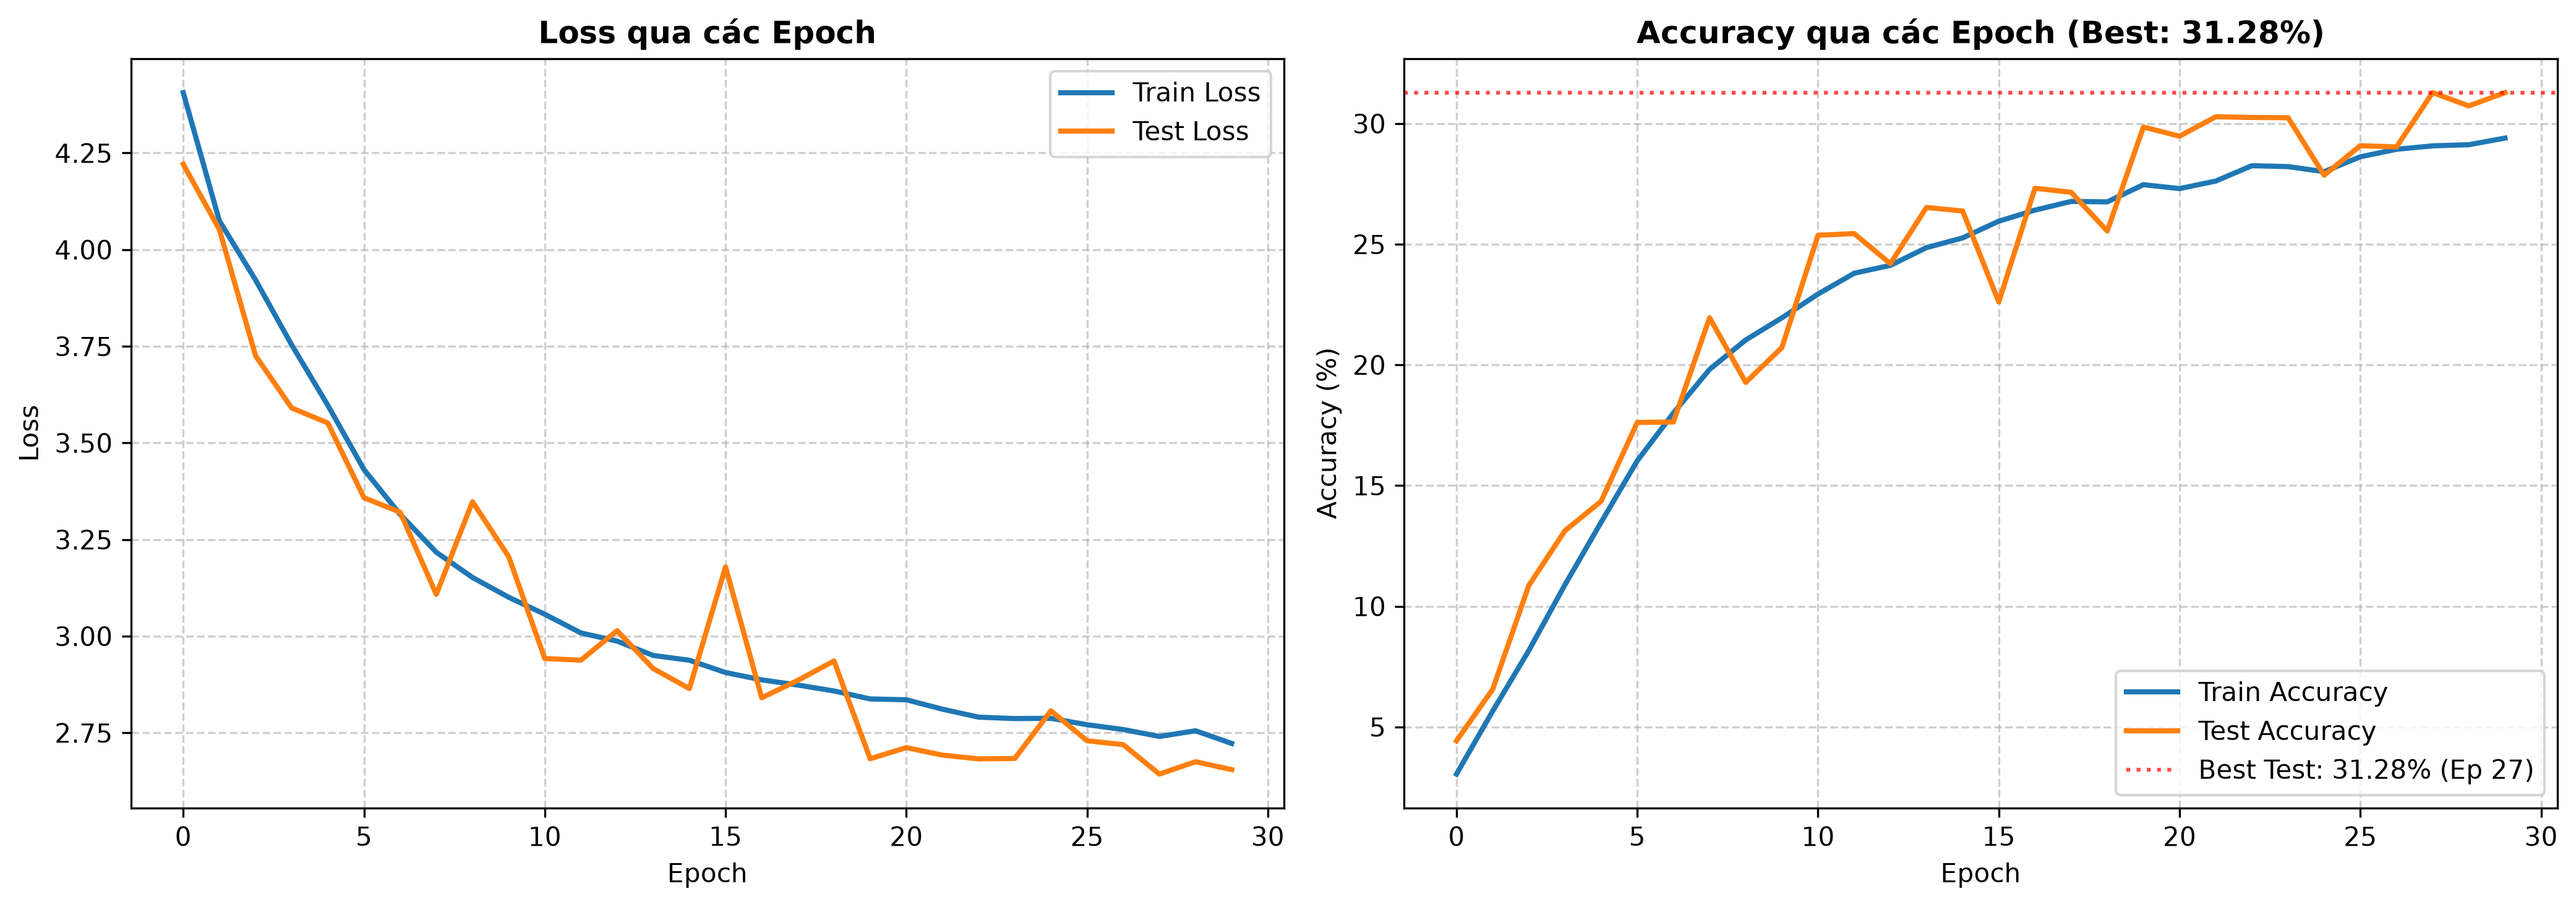 Loss qua các Epoch
Train Loss
Test Loss
4.25
4.00
3.75
3.50
3.25
3.00
2.75
Loss
0 5 10 15 20 25 30
Epoch
Accuracy qua các Epoch (Best: 31.28%)
30
25
20
15
10
5
Accuracy (%)
Train Accuracy
Test Accuracy
Best Test: 31.28% (Ep 27)
0 5 10 15 20 25 30
Epoch